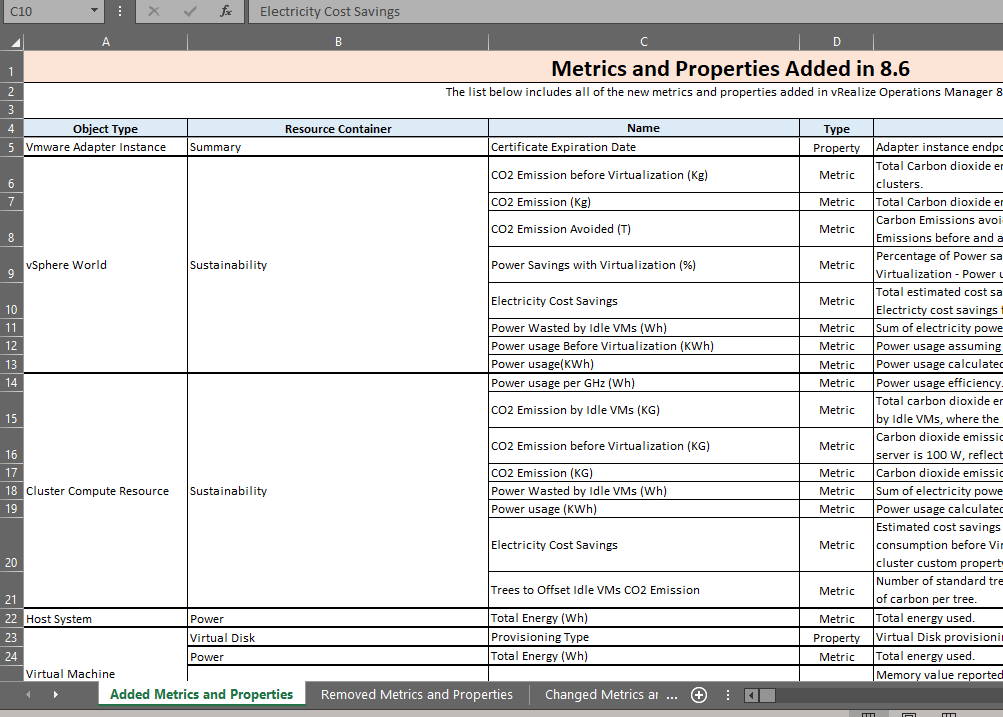 C10 Electricity Cost Savings
A B C D
1 Metrics and Properties Added in 8.6
2 The list below includes all of the new metrics and properties added in vRealize Operations Manager 8
3
4 Object Type Resource Container Name Type
5 Vmware Adapter Instance Summary Certificate Expiration Date Property Adapter instance endpo
Total Carbon dioxide em
6 CO2 Emission before Virtualization (Kg) Metric clusters.
7 CO2 Emission (Kg) Metric Total Carbon dioxide em
Carbon Emissions avoi
8 CO2 Emission Avoided (T) Metric Emissions before and a
Percentage of Power sa
9 vSphere World Sustainability Power Savings with Virtualization (%) Metric Virtualization - Power u
Total estimated cost sa
10 Electricity Cost Savings Metric Electricty cost savings f
11 Power Wasted by Idle VMs (Wh) Metric Sum of electricity powe
12 Power usage Before Virtualization (KWh) Metric Power usage assuming
13 Power usage(KWh) Metric Power usage calculated
14 Power usage per GHz (Wh) Metric Power usage efficiency.
Total carbon dioxide em
15 CO2 Emission by Idle VMs (KG) Metric by Idle VMs, where the
Carbon dioxide emissio
16 CO2 Emission before Virtualization (KG) Metric server is 100 W, reflect
17 CO2 Emission (KG) Metric Carbon dioxide emissio
18 Cluster Compute Resource Sustainability Power Wasted by Idle VMs (Wh) Metric Sum of electricity powe
19 Power usage (KWh) Metric Power usage calculated
Estimated cost savings
Electricity Cost Savings Metric consumption before Vir
20 cluster custom property
Number of standard tre
21 Trees to Offset Idle VMs CO2 Emission Metric of carbon per tree.
22 Host System Power Total Energy (Wh) Metric Total energy used.
23 Virtual Disk Provisioning Type Property Virtual Disk provisionin
24 Power Total Energy (Wh) Metric Total energy used.
Virtual Machine Memory value reported
Added Metrics and Properties Removed Metrics and Properties Changed Metrics ar ...